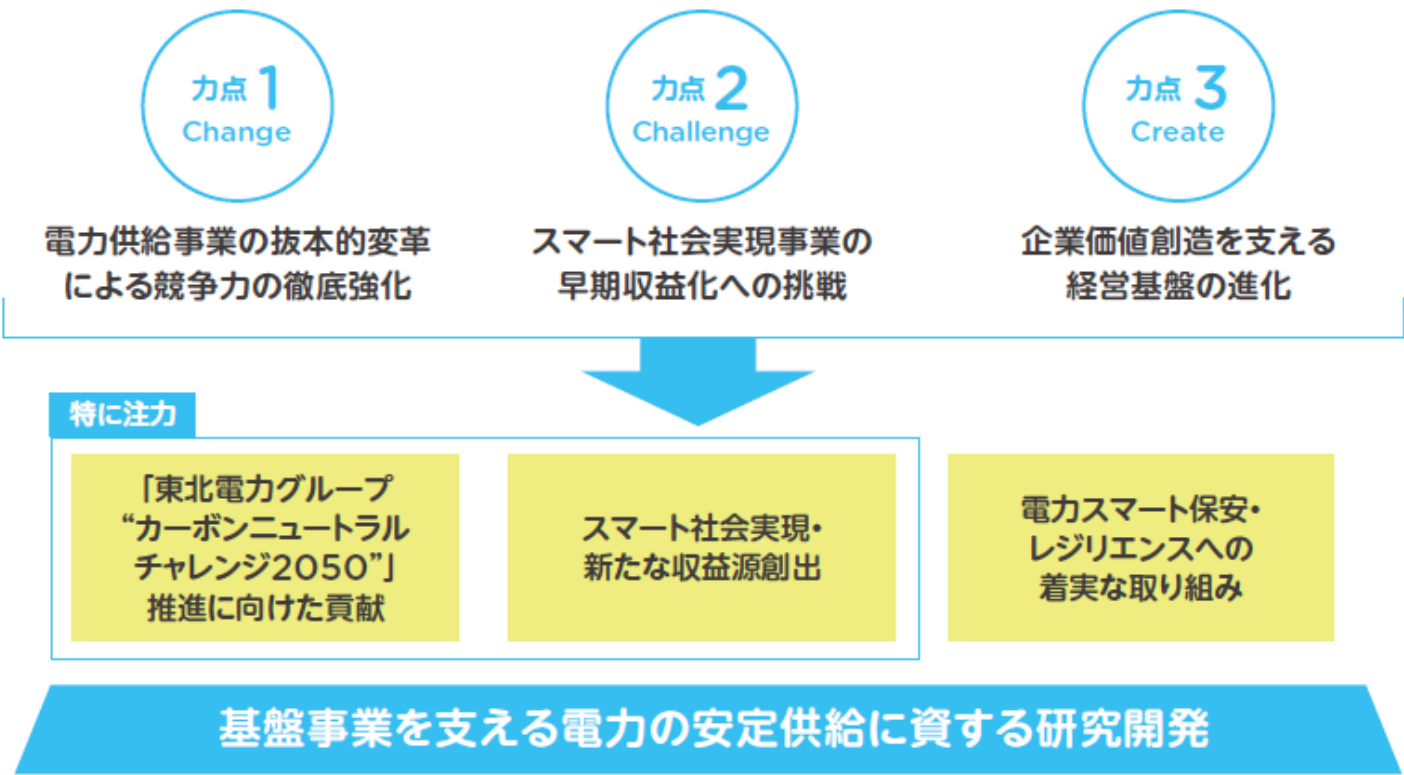 力点 1
Change
力点 2
Challenge
力点 3
Create
電力供給事業の抜本的変革
による競争力の徹底強化
スマート社会実現事業の
早期収益化への挑戦
企業価値創造を支える
経営基盤の進化
特に注力
「東北電力グループ
“カーボンニュートラル
チャレンジ2050”」
推進に向けた貢献
スマート社会実現・
新たな収益源創出
電力スマート保安・
レジリエンスへの
着実な取り組み
基盤事業を支える電力の安定供給に資する研究開発